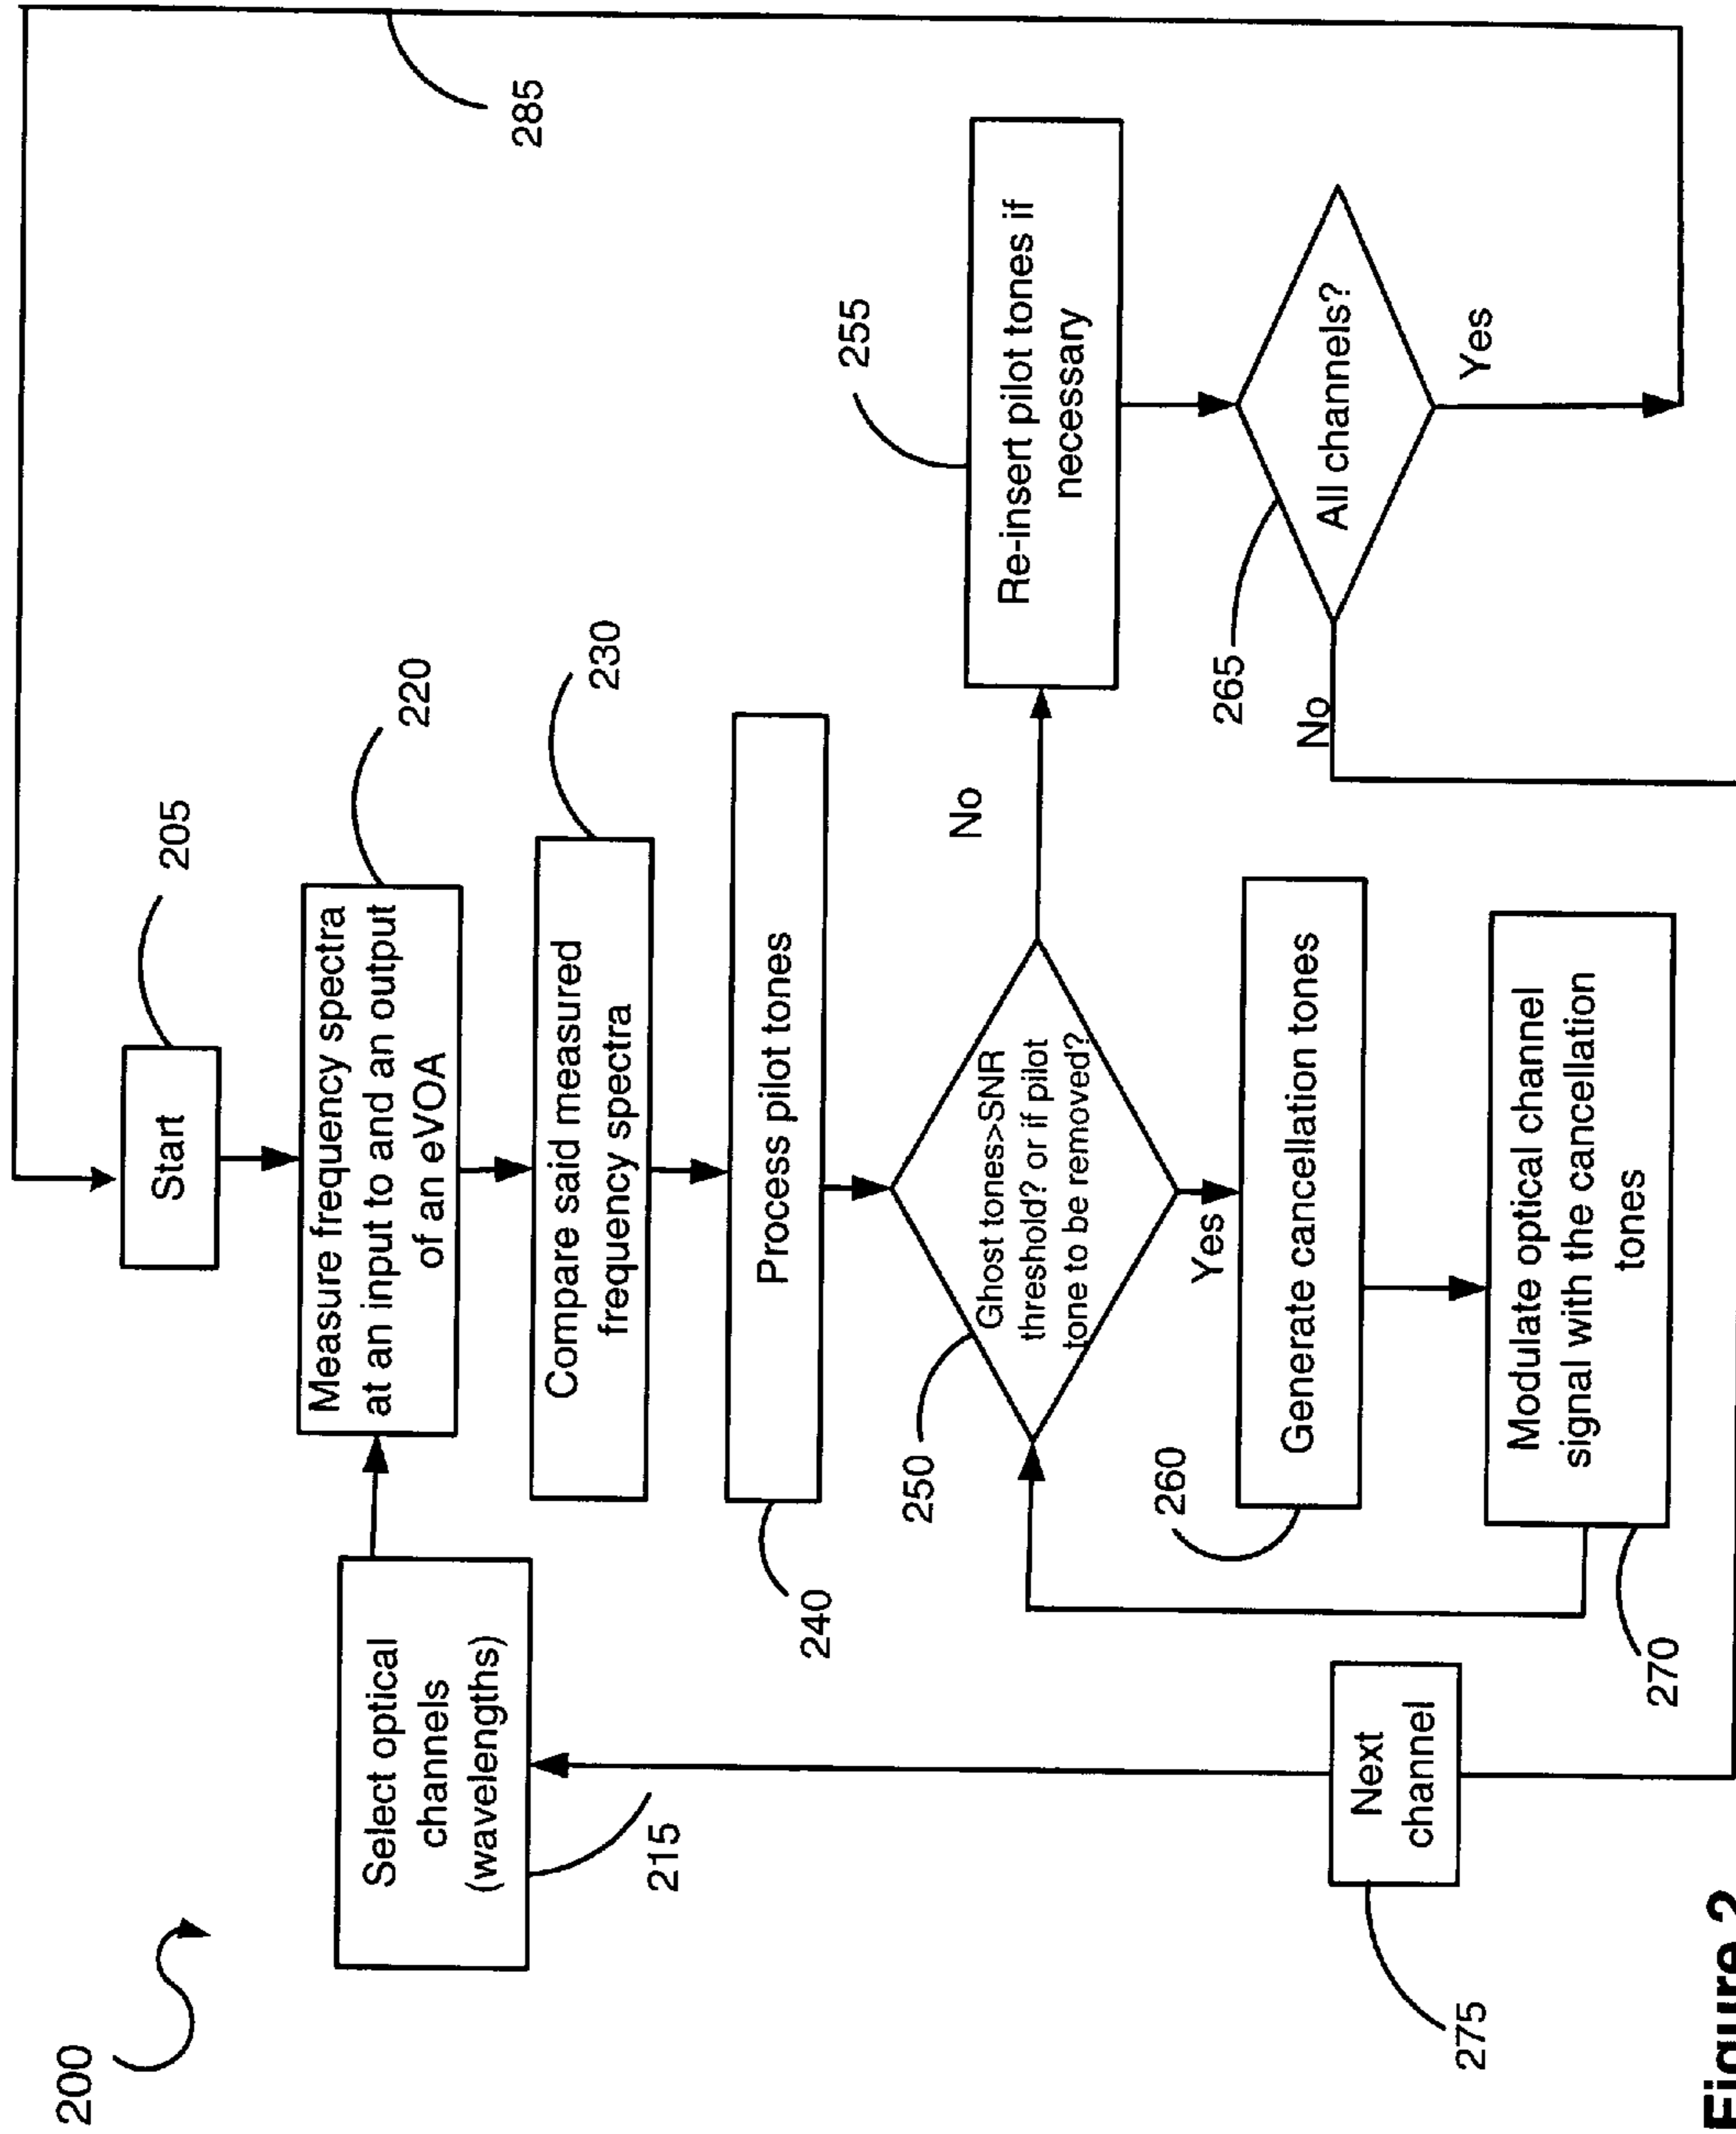 200
285
Start
205
Select optical
channels
(wavelengths)
215
Measure frequency spectra
at an input to and an output
of an eVOA
220
Compare said measured
frequency spectra
230
Process pilot tones
240
Ghost tones>SNR
threshold? or if pilot
tone to be removed?
250
No
Yes
Re-insert pilot tones if
necessary
255
Generate cancellation tones
260
All channels?
265
No
Yes
Modulate optical channel
signal with the cancellation
tones
270
Next
channel
275
Figure 2